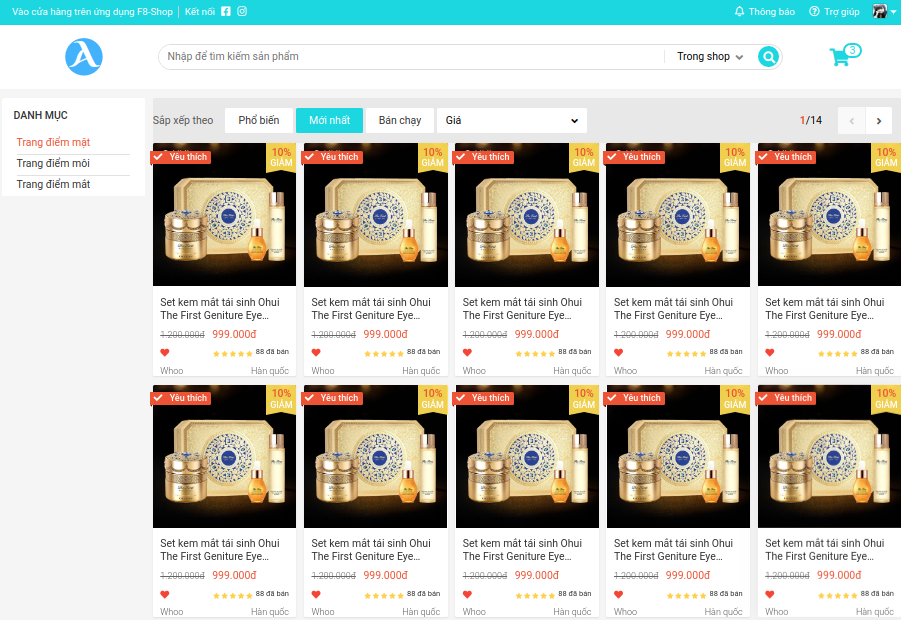 Vào cửa hàng trên ứng dụng F8-Shop Kết nối Thông báo Trợ giúp
Nhập để tìm kiếm sản phẩm Trong shop 3
DANH MỤC
Trang điểm mặt
Trang điểm môi
Trang điểm mắt
Sắp xếp theo Phổ biến Mới nhất Bán chạy Giá 1/14
Yêu thích 10% Yêu thích 10% Yêu thích 10% Yêu thích 10% Yêu thích 10%
GIẢM GIẢM GIẢM GIẢM GIẢM
Set kem mắt tái sinh Ohui Set kem mắt tái sinh Ohui Set kem mắt tái sinh Ohui Set kem mắt tái sinh Ohui Set kem mắt tái sinh Ohui
The First Geniture Eye... The First Geniture Eye... The First Geniture Eye... The First Geniture Eye... The First Geniture Eye...
1.200.000đ 999.000đ 1.200.000đ 999.000đ 1.200.000đ 999.000đ 1.200.000đ 999.000đ 1.200.000đ 999.000đ
88 đã bán 88 đã bán 88 đã bán 88 đã bán 88 đã bán
Whoo Hàn quốc Whoo Hàn quốc Whoo Hàn quốc Whoo Hàn quốc Whoo Hàn quốc
Yêu thích 10% Yêu thích 10% Yêu thích 10% Yêu thích 10% Yêu thích 10%
GIẢM GIẢM GIẢM GIẢM GIẢM
Set kem mắt tái sinh Ohui Set kem mắt tái sinh Ohui Set kem mắt tái sinh Ohui Set kem mắt tái sinh Ohui Set kem mắt tái sinh Ohui
The First Geniture Eye... The First Geniture Eye... The First Geniture Eye... The First Geniture Eye... The First Geniture Eye...
1.200.000đ 999.000đ 1.200.000đ 999.000đ 1.200.000đ 999.000đ 1.200.000đ 999.000đ 1.200.000đ 999.000đ
88 đã bán 88 đã bán 88 đã bán 88 đã bán 88 đã bán
Whoo Hàn quốc Whoo Hàn quốc Whoo Hàn quốc Whoo Hàn quốc Whoo Hàn quốc